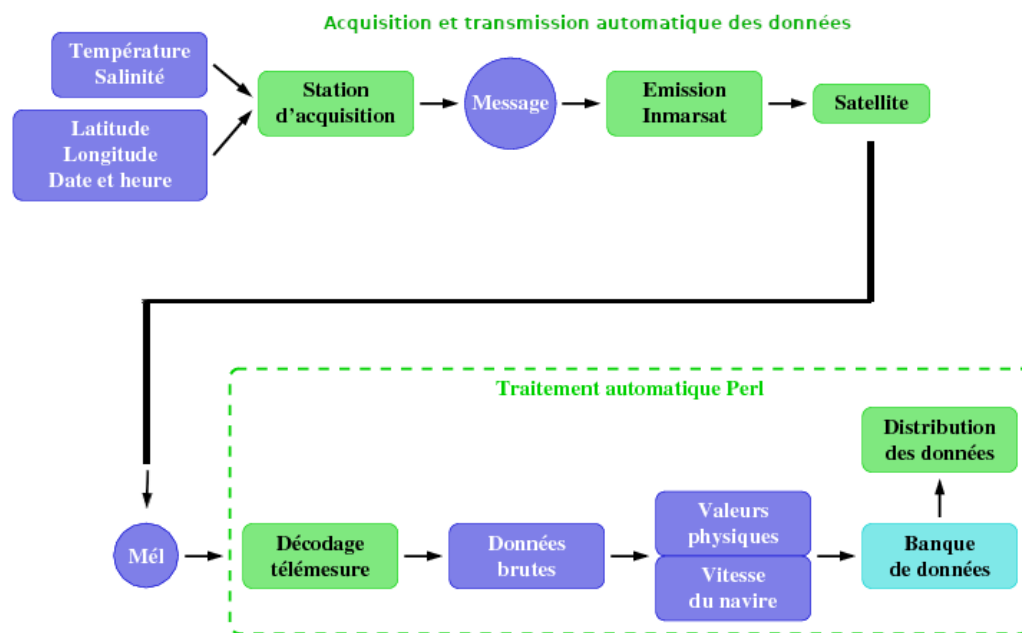 Acquisition et transmission automatique des données
Température
Salinité
Latitude
Longitude
Date et heure
Station
d'acquisition
Message
Emission
Inmarsat
Satellite
Traitement automatique Perl
Distribution
des données
Mél
Décodage
télémesure
Données
brutes
Valeurs
physiques
Vitesse
du navire
Banque
de données